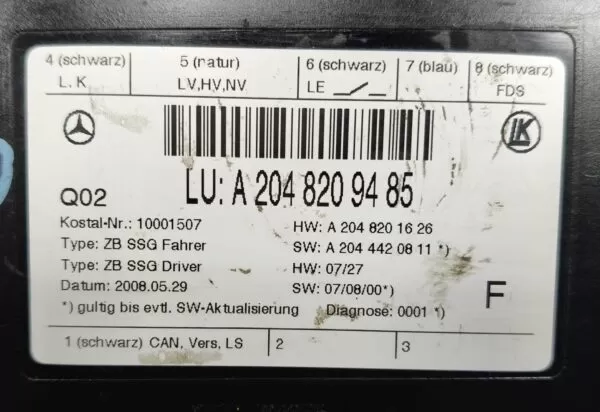 4 (schwarz) 5 (natur) 6 (schwarz) 7 (blau) 8 (schwarz)
L. K LV,HV,NV LE FDS
LK
LU: A 204 820 94 85
Q02
Kostal-Nr.: 10001507 HW: A 204 820 16 26
Type: ZB SSG Fahrer SW: A 204 442 08 11 *)
Type: ZB SSG Driver HW: 07/27
Datum: 2008.05.29 SW: 07/08/00*) F
*) gultig bis evtl. SW-Aktualisierung Diagnose: 0001 *)
1 (schwarz) CAN, Vers, LS 2 3